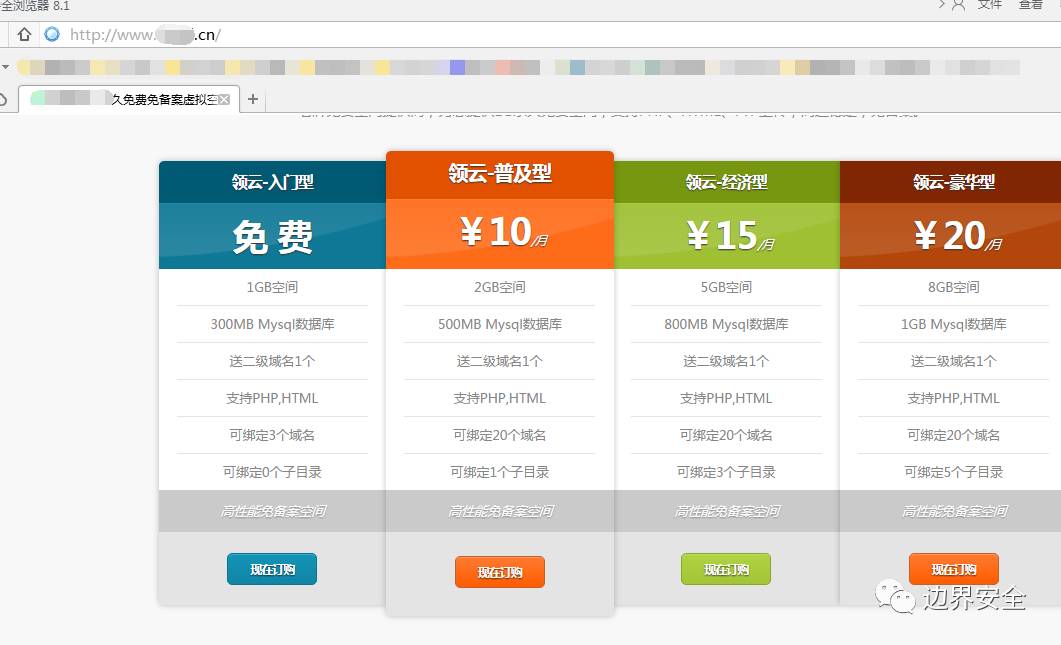 全浏览器 8.1
文件 查看
http://www.
.cn/
久免费免备案虚拟空
领云-入门型
免 费
1GB空间
300MB Mysql数据库
送二级域名1个
支持PHP,HTML
可绑定3个域名
可绑定0个子目录
高性能免备案空间
现在订购
领云-普及型
¥10/月
2GB空间
500MB Mysql数据库
送二级域名1个
支持PHP,HTML
可绑定20个域名
可绑定1个子目录
高性能免备案空间
现在订购
领云-经济型
¥15/月
5GB空间
800MB Mysql数据库
送二级域名1个
支持PHP,HTML
可绑定20个域名
可绑定3个子目录
高性能免备案空间
现在订购
领云-豪华型
¥20/月
8GB空间
1GB Mysql数据库
送二级域名1个
支持PHP,HTML
可绑定20个域名
可绑定5个子目录
高性能免备案空间
现在订购
边界安全